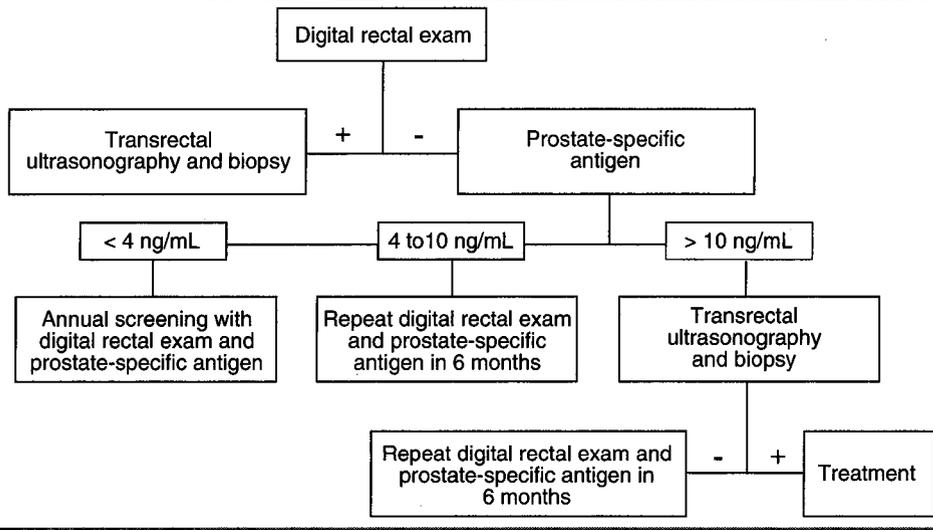 Digital rectal exam
Transrectal
ultrasonography and biopsy
+
-
Prostate-specific
antigen
< 4 ng/mL
4 to10 ng/mL
> 10 ng/mL
Annual screening with
digital rectal exam and
prostate-specific antigen
Repeat digital rectal exam
and prostate-specific
antigen in 6 months
Transrectal
ultrasonography
and biopsy
Repeat digital rectal exam and
prostate-specific antigen in
6 months
-
+
Treatment